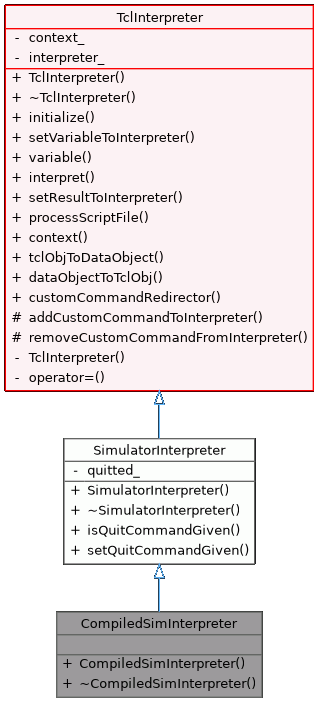 TclInterpreter
- context_
- interpreter_
+ TclInterpreter()
+ ~TclInterpreter()
+ initialize()
+ setVariableToInterpreter()
+ variable()
+ interpret()
+ setResultToInterpreter()
+ processScriptFile()
+ context()
+ tclObjToDataObject()
+ dataObjectToTclObj()
+ customCommandRedirector()
# addCustomCommandToInterpreter()
# removeCustomCommandFromInterpreter()
- TclInterpreter()
- operator=()
SimulatorInterpreter
- quitted_
+ SimulatorInterpreter()
+ ~SimulatorInterpreter()
+ isQuitCommandGiven()
+ setQuitCommandGiven()
CompiledSimInterpreter
+ CompiledSimInterpreter()
+ ~CompiledSimInterpreter()